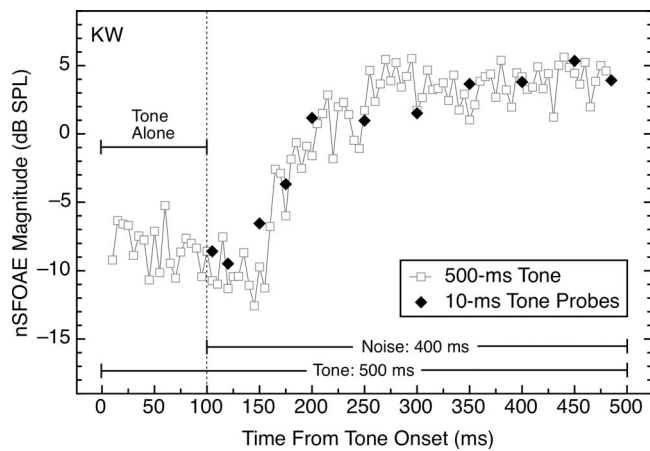 KW
nSFOAE Magnitude (dB SPL)
5
0
−5
−10
−15
Tone
Alone
500-ms Tone
10-ms Tone Probes
Noise: 400 ms
Tone: 500 ms
0 50 100 150 200 250 300 350 400 450 500
Time From Tone Onset (ms)